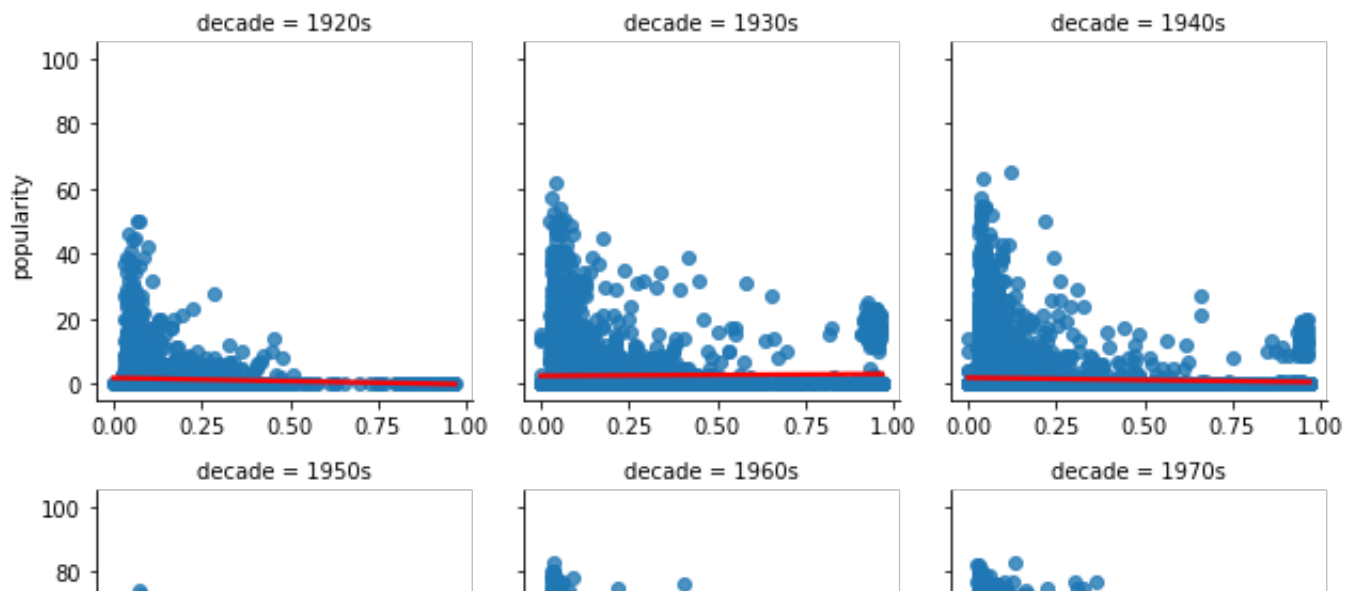 decade = 1920s
decade = 1930s
decade = 1940s
100
80
60
40
20
0
popularity
0.00 0.25 0.50 0.75 1.00
0.00 0.25 0.50 0.75 1.00
0.00 0.25 0.50 0.75 1.00
decade = 1950s
decade = 1960s
decade = 1970s
100
80